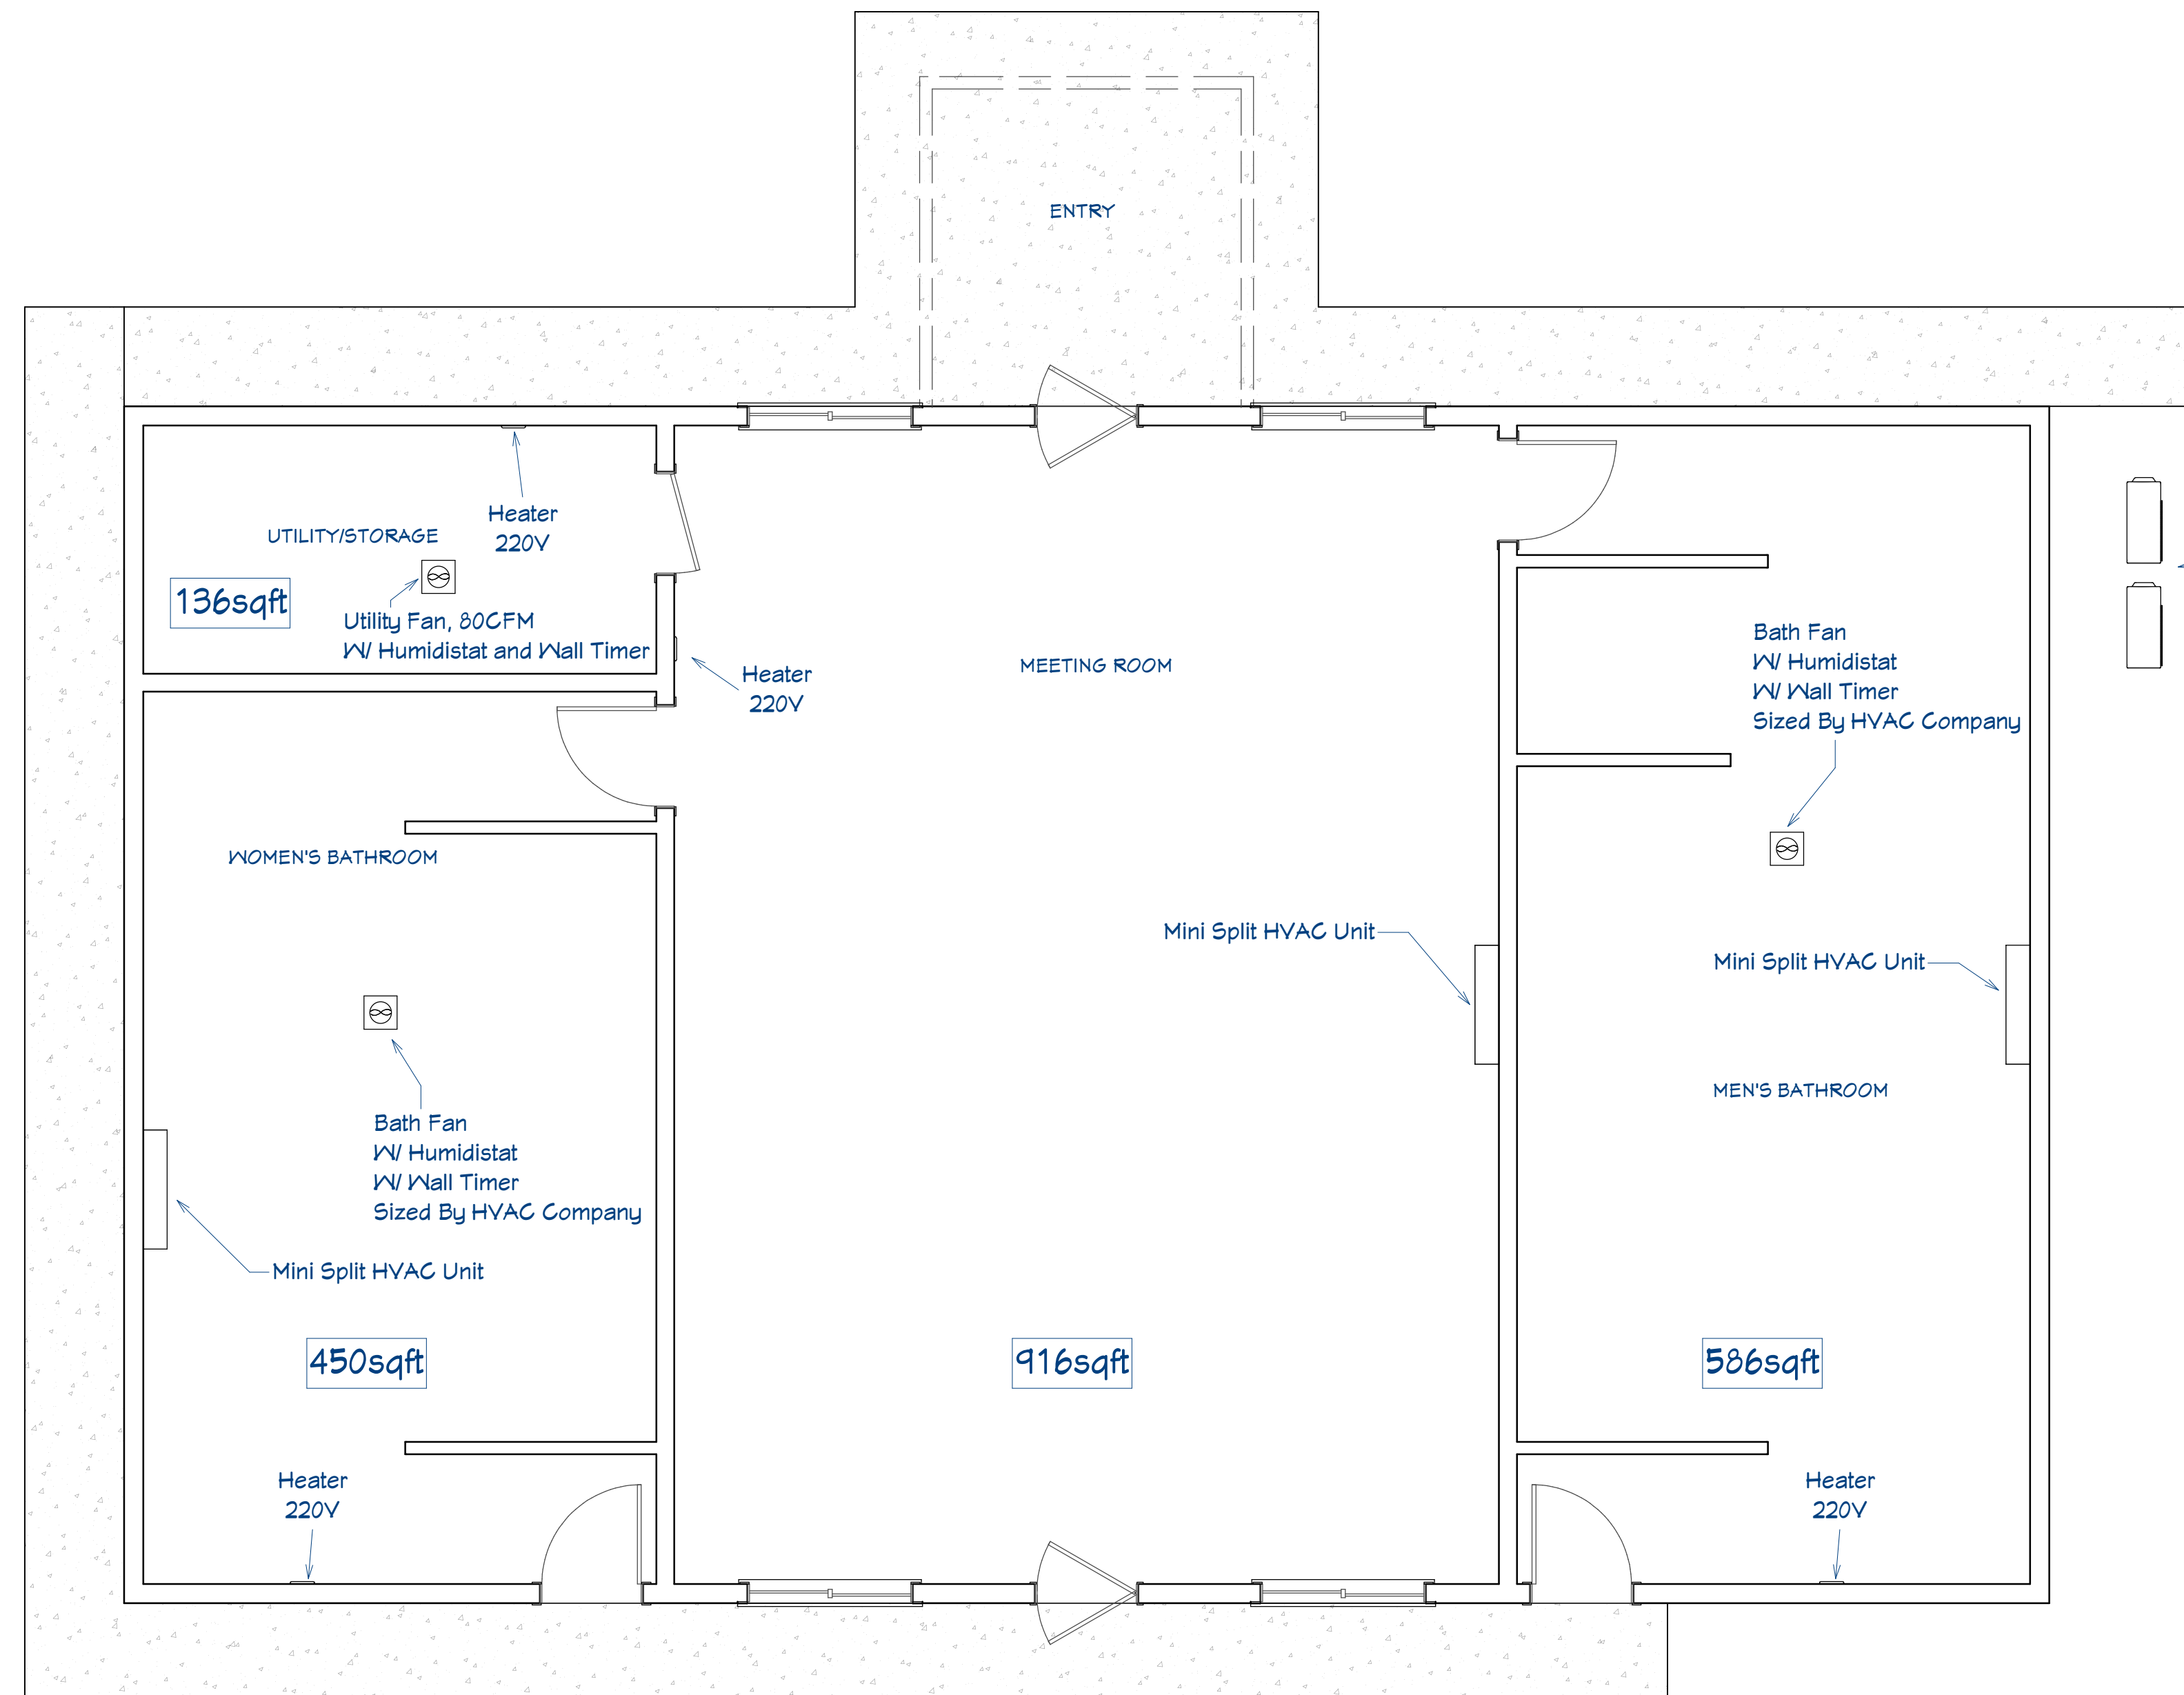 ENTRY
Heater
220V
UTILITY/STORAGE
136sqft
Utility Fan, 80CFM
W/ Humidistat and Wall Timer
Heater
220V
MEETING ROOM
Bath Fan
W/ Humidistat
W/ Wall Timer
Sized By HVAC Company
WOMEN'S BATHROOM
Mini Split HVAC Unit
Mini Split HVAC Unit
MEN'S BATHROOM
Bath Fan
W/ Humidistat
W/ Wall Timer
Sized By HVAC Company
Mini Split HVAC Unit
450sqft
916sqft
586sqft
Heater
220V
Heater
220V